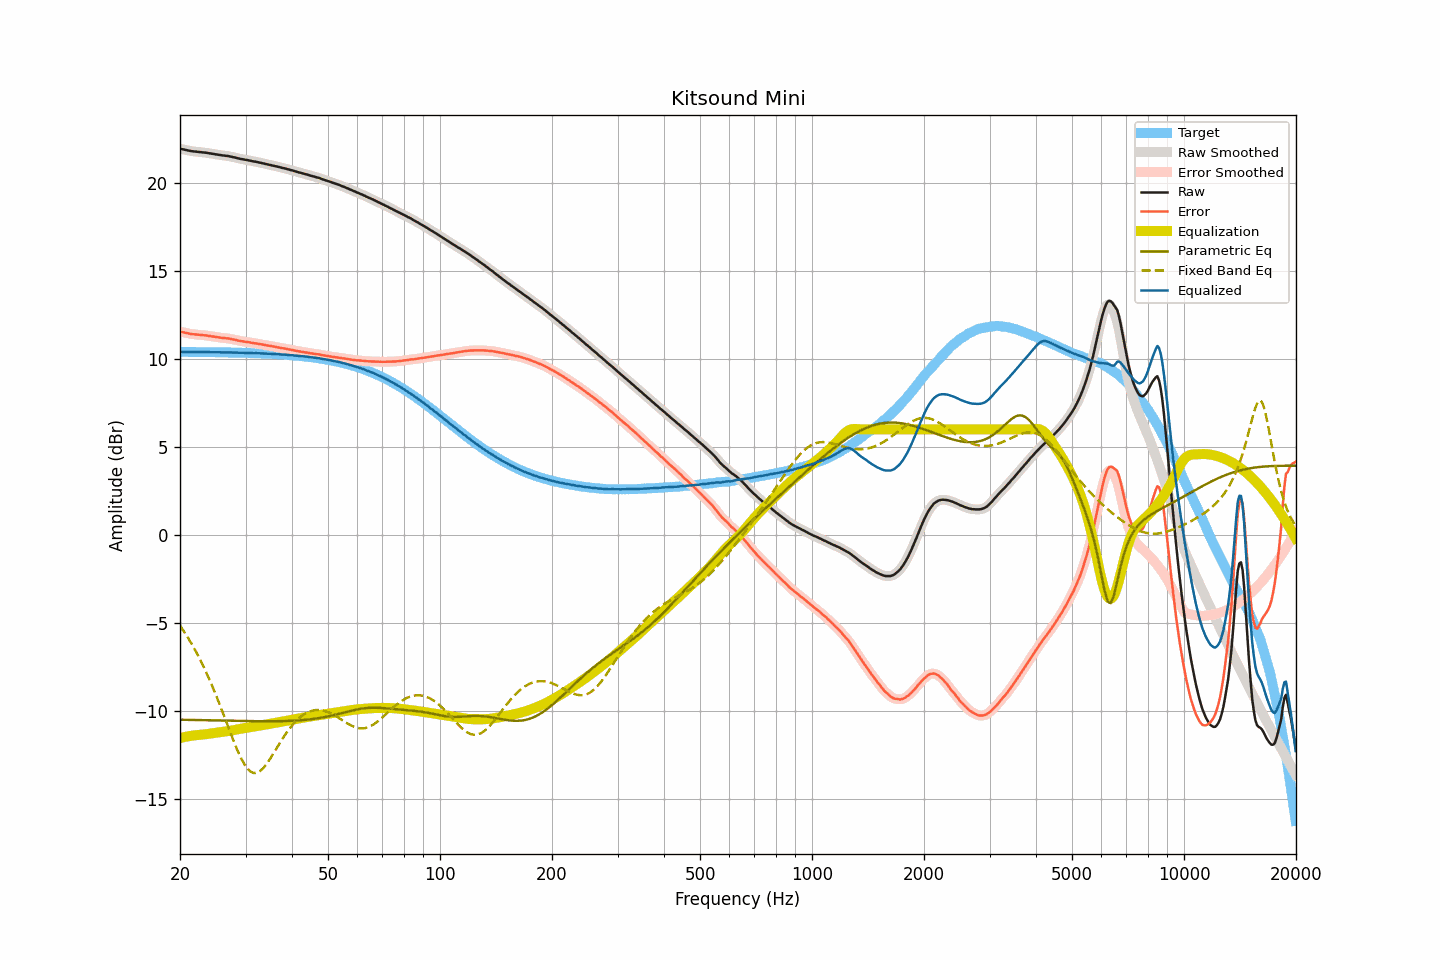 Kitsound Mini
Target
Raw Smoothed
Error Smoothed
Raw
Error
Equalization
Parametric Eq
Fixed Band Eq
Equalized
Amplitude (dBr)
20
15
10
5
0
−5
−10
−15
20 50 100 200 500 1000 2000 5000 10000 20000
Frequency (Hz)